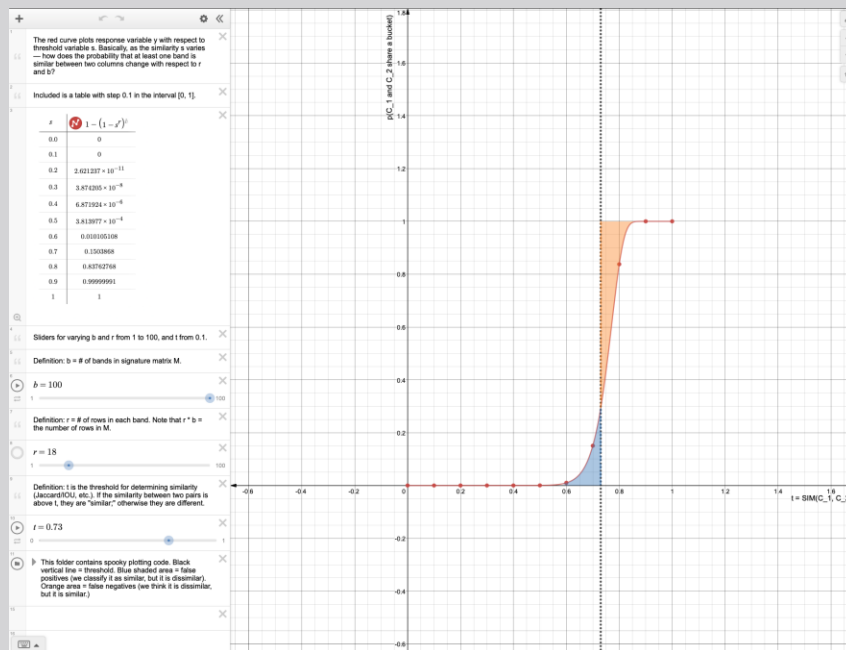 The red curve plots response variable y with respect to
threshold variable s. Basically, as the similarity s varies
— how does the probability that at least one band is
similar between two columns change with respect to r
and b?
Included is a table with step 0.1 in the interval [0, 1].
s 1 − (1 − s^r)^b
0.0 0
0.1 0
0.2 2.621237 × 10^−11
0.3 3.874205 × 10^−8
0.4 6.871924 × 10^−6
0.5 3.813977 × 10^−4
0.6 0.010105108
0.7 0.1503868
0.8 0.83762768
0.9 0.99999991
1 1
Sliders for varying b and r from 1 to 100, and t from 0.1.
Definition: b = # of bands in signature matrix M.
b = 100
1 100
Definition: r = # of rows in each band. Note that r * b =
the number of rows in M.
r = 18
1 100
Definition: t is the threshold for determining similarity
(Jaccard/IOU, etc.). If the similarity between two pairs is
above t, they are "similar;" otherwise they are different.
t = 0.73
0 1
This folder contains spooky plotting code. Black
vertical line = threshold. Blue shaded area = false
positives (we classify it as similar, but it is dissimilar).
Orange area = false negatives (we think it is dissimilar,
but it is similar.)
p(C_1 and C_2 share a bucket)
1.8
1.6
1.4
1.2
1
0.8
0.6
0.4
0.2
-0.6 -0.4 -0.2 0 0.2 0.4 0.6 0.8 1 1.2 1.4 1.6
t = SIM(C_1, C_
-0.2
-0.4
-0.6